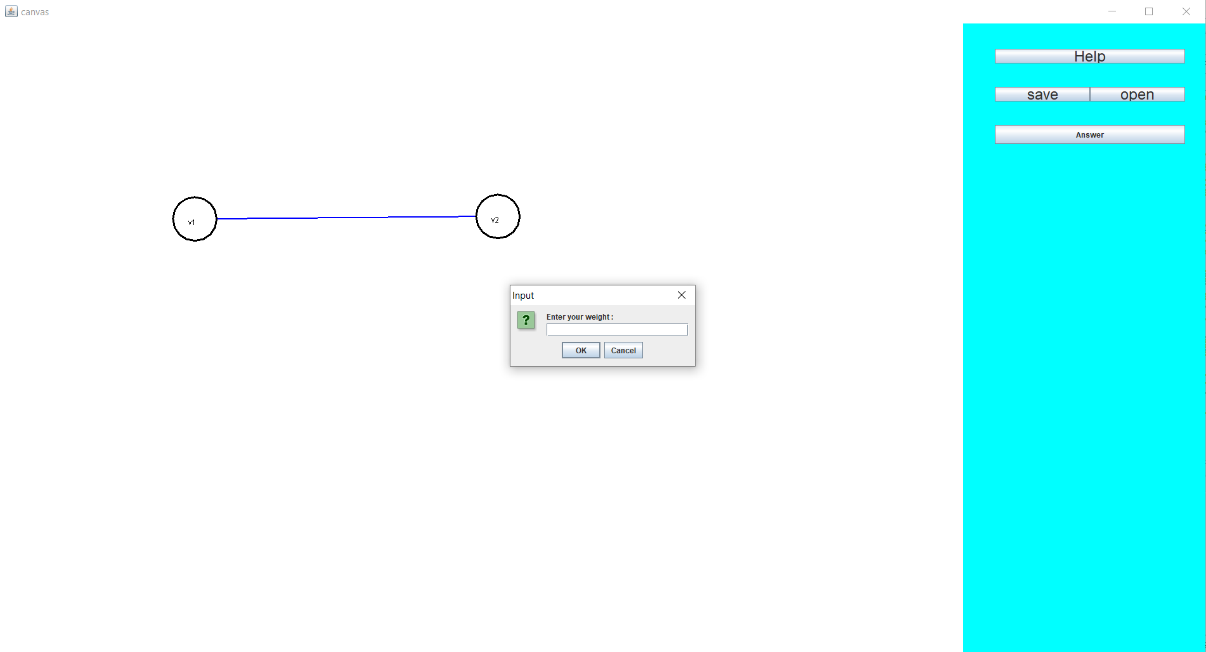 canvas
Help
save open
Answer
v1
v2
Input
?
Enter your weight :
OK Cancel